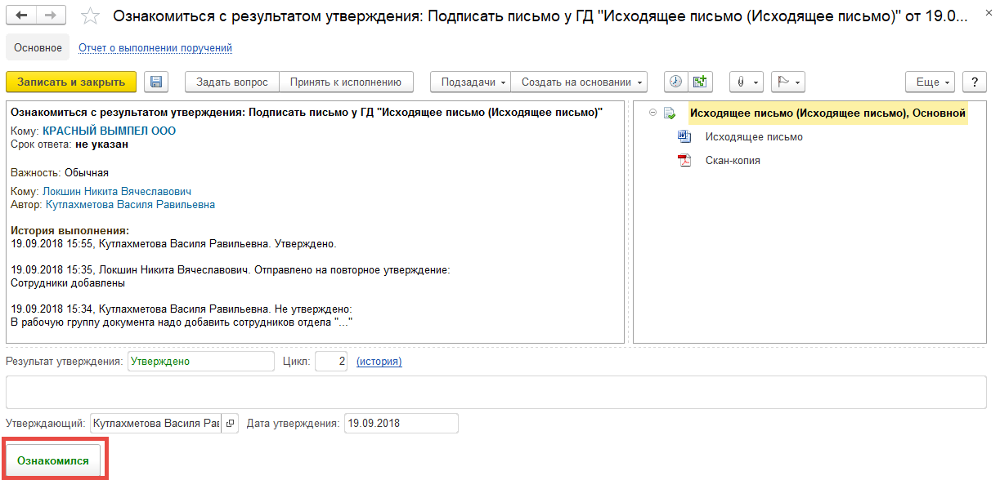 Ознакомиться с результатом утверждения: Подписать письмо у ГД "Исходящее письмо (Исходящее письмо)" от 19.0...
Основное Отчет о выполнении поручений
Записать и закрыть Задать вопрос Принять к исполнению Подзадачи Создать на основании Еще ?
Ознакомиться с результатом утверждения: Подписать письмо у ГД "Исходящее письмо (Исходящее письмо)"
Кому: КРАСНЫЙ ВЫМПЕЛ ООО
Срок ответа: не указан
Важность: Обычная
Кому: Локшин Никита Вячеславович
Автор: Кутлахметова Василя Равильевна
История выполнения:
19.09.2018 15:55, Кутлахметова Василя Равильевна. Утверждено.
19.09.2018 15:35, Локшин Никита Вячеславович. Отправлено на повторное утверждение:
Сотрудники добавлены
19.09.2018 15:34, Кутлахметова Василя Равильевна. Не утверждено:
В рабочую группу документа надо добавить сотрудников отдела "..."
Исходящее письмо (Исходящее письмо), Основной
Исходящее письмо
Скан-копия
Результат утверждения: Утверждено Цикл: 2 (история)
Утверждающий: Кутлахметова Василя Рав Дата утверждения: 19.09.2018
Ознакомился